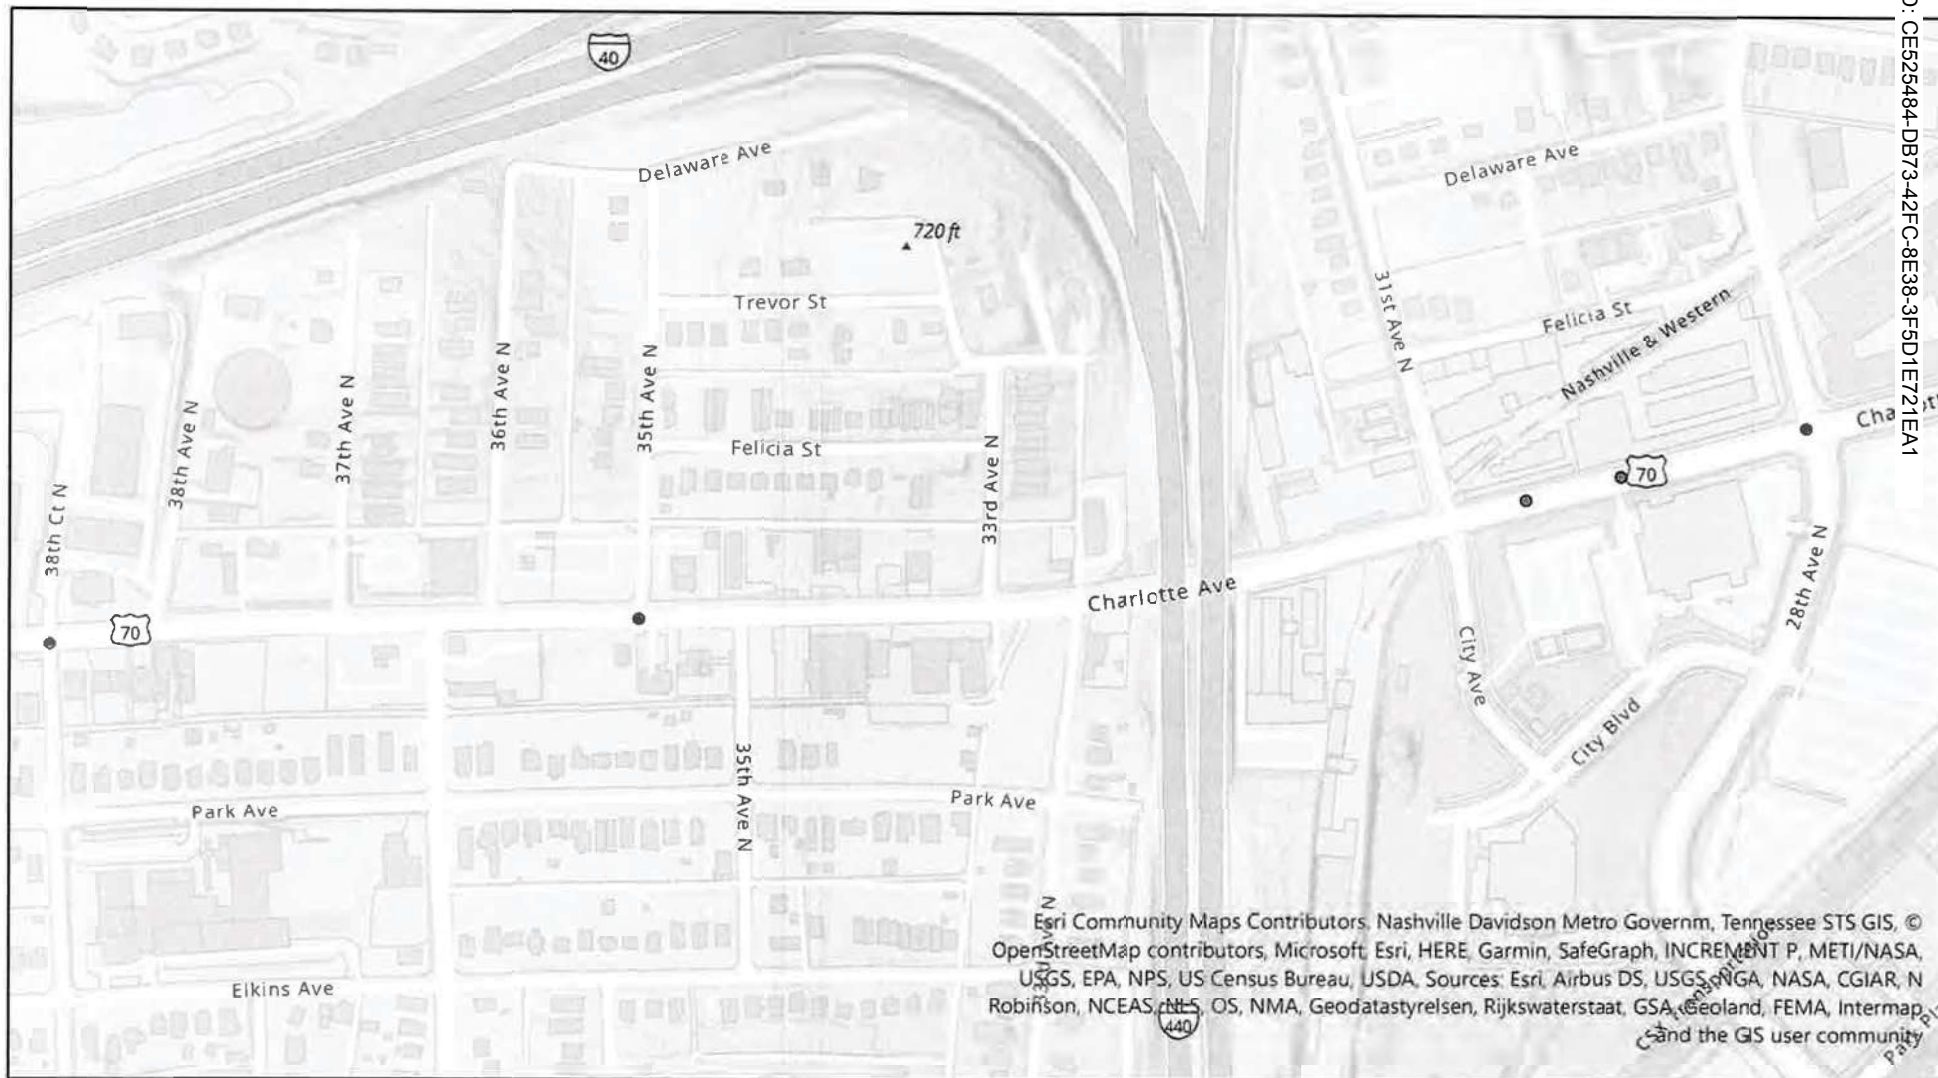 D: CE525484-DB73-42FC-8E38-3F5D1E721EA1
40
Delaware Ave
Delaware Ave
720 ft
31st Ave N
Trevor St
Felicia St
Nashville & Western
36th Ave N
35th Ave N
37th Ave N
38th Ave N
Felicia St
33rd Ave N
70
38th Ct N
28th Ave N
Charlotte Ave
70
City Ave
City Blvd
35th Ave N
Park Ave
Park Ave
Elkins Ave
Esri Community Maps Contributors, Nashville Davidson Metro Governm, Tennessee STS GIS, ©
OpenStreetMap contributors, Microsoft, Esri, HERE, Garmin, SafeGraph, INCREMENT P, METI/NASA,
USGS, EPA, NPS, US Census Bureau, USDA, Sources: Esri, Airbus DS, USGS, NGA, NASA, CGIAR, N
Robinson, NCEAS, NLS, OS, NMA, Geodatastyrelsen, Rijkswaterstaat, GSA, Geoland, FEMA, Intermap
and the GIS user community
440